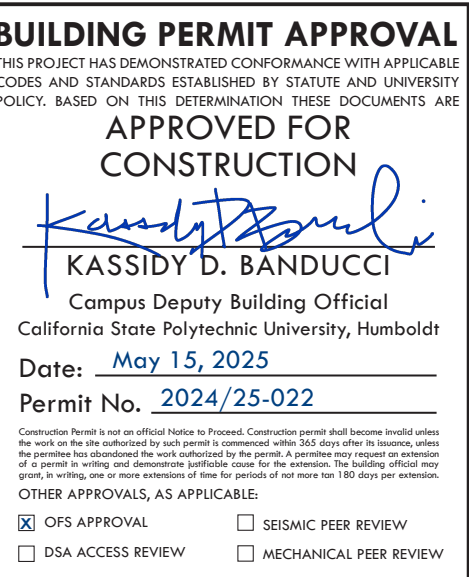 BUILDING PERMIT APPROVAL
THIS PROJECT HAS DEMONSTRATED CONFORMANCE WITH APPLICABLE
CODES AND STANDARDS ESTABLISHED BY STATUTE AND UNIVERSITY
POLICY. BASED ON THIS DETERMINATION THESE DOCUMENTS ARE
APPROVED FOR
CONSTRUCTION
KASSIDY D. BANDUCCI
Campus Deputy Building Official
California State Polytechnic University, Humboldt
Date: May 15, 2025
Permit No. 2024/25-022
Construction Permit is not an official Notice to Proceed. Construction permit shall become invalid unless
the work on the site authorized by such permit is commenced within 365 days after its issuance, unless
the permitee has abandoned the work authorized by the permit. A permitee may request an extension
of a permit in writing and demonstrate justifiable cause for the extension. The building official may
grant, in writing, one or more extensions of time for periods of not more tan 180 days per extension.
OTHER APPROVALS, AS APPLICABLE:
X OFS APPROVAL
SEISMIC PEER REVIEW
DSA ACCESS REVIEW
MECHANICAL PEER REVIEW